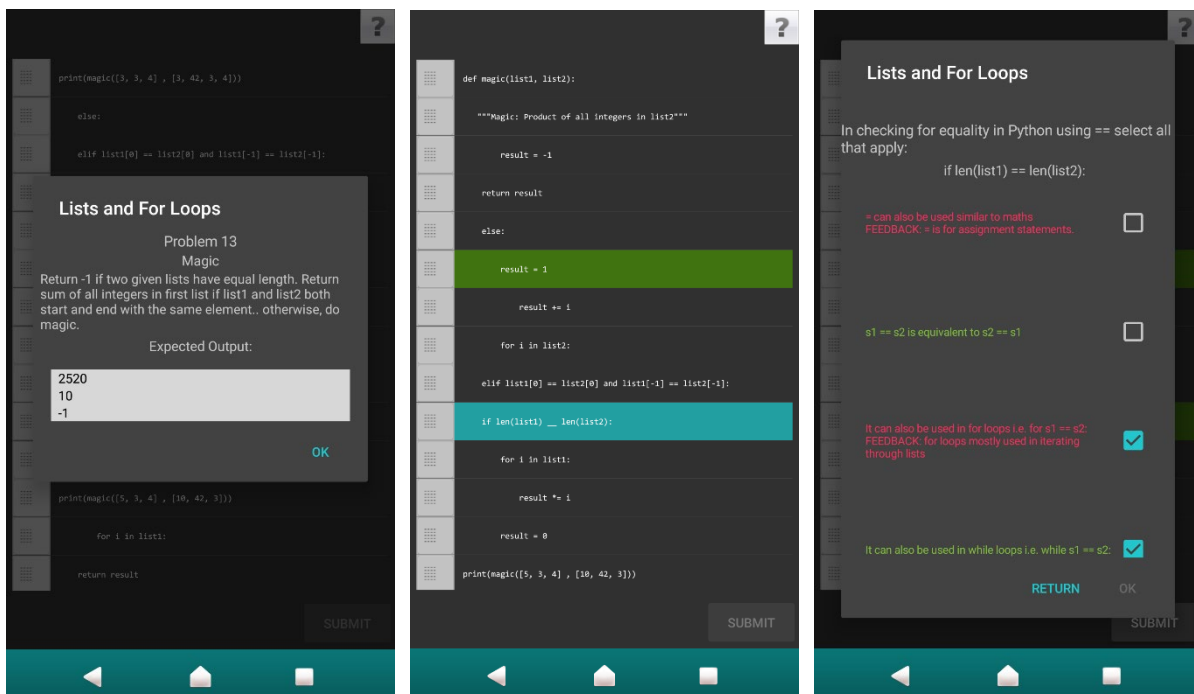 ?
print(magic([3, 3, 4] , [3, 42, 3, 4]))
else:
elif list1[0] == list2[0] and list1[-1] == list2[-1]:
Lists and For Loops
Problem 13
Magic
Return -1 if two given lists have equal length. Return
sum of all integers in first list if list1 and list2 both
start and end with the same element.. otherwise, do
magic.
Expected Output:
2520
10
-1
OK
print(magic([5, 3, 4] , [10, 42, 3]))
for i in list1:
return result
SUBMIT
?
def magic(list1, list2):
"""Magic: Product of all integers in list2"""
result = -1
return result
else:
result = 1
result += i
for i in list2:
elif list1[0] == list2[0] and list1[-1] == list2[-1]:
if len(list1) __ len(list2):
for i in list1:
result *= i
result = 0
print(magic([5, 3, 4] , [10, 42, 3]))
SUBMIT
?
Lists and For Loops
In checking for equality in Python using == select all
that apply:
if len(list1) == len(list2):
= can also be used similar to maths
FEEDBACK: = is for assignment statements.
s1 == s2 is equivalent to s2 == s1
It can also be used in for loops i.e. for s1 == s2:
FEEDBACK: for loops mostly used in iterating
through lists
It can also be used in while loops i.e. while s1 == s2:
RETURN OK
SUBMIT